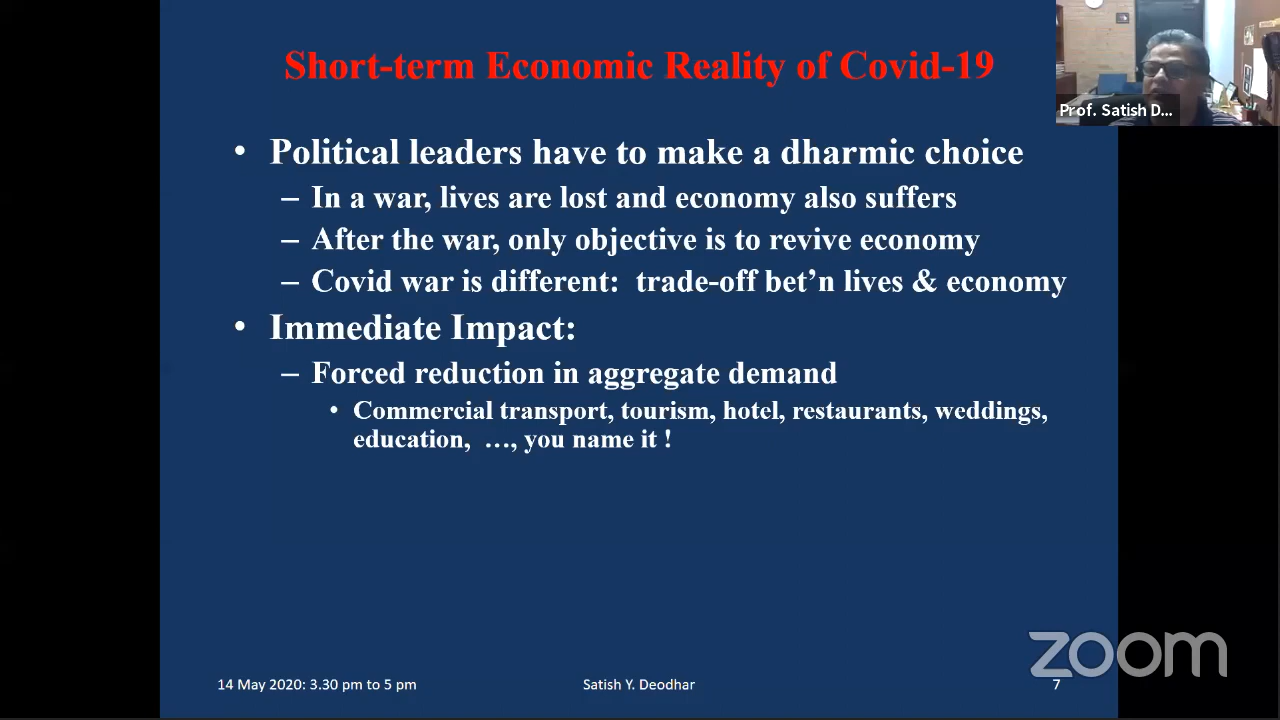 Short-term Economic Reality of Covid-19
Prof. Satish D...
• Political leaders have to make a dharmic choice
– In a war, lives are lost and economy also suffers
– After the war, only objective is to revive economy
– Covid war is different: trade-off bet'n lives & economy
• Immediate Impact:
– Forced reduction in aggregate demand
• Commercial transport, tourism, hotel, restaurants, weddings,
education, …, you name it !
zoom
14 May 2020: 3.30 pm to 5 pm
Satish Y. Deodhar
7